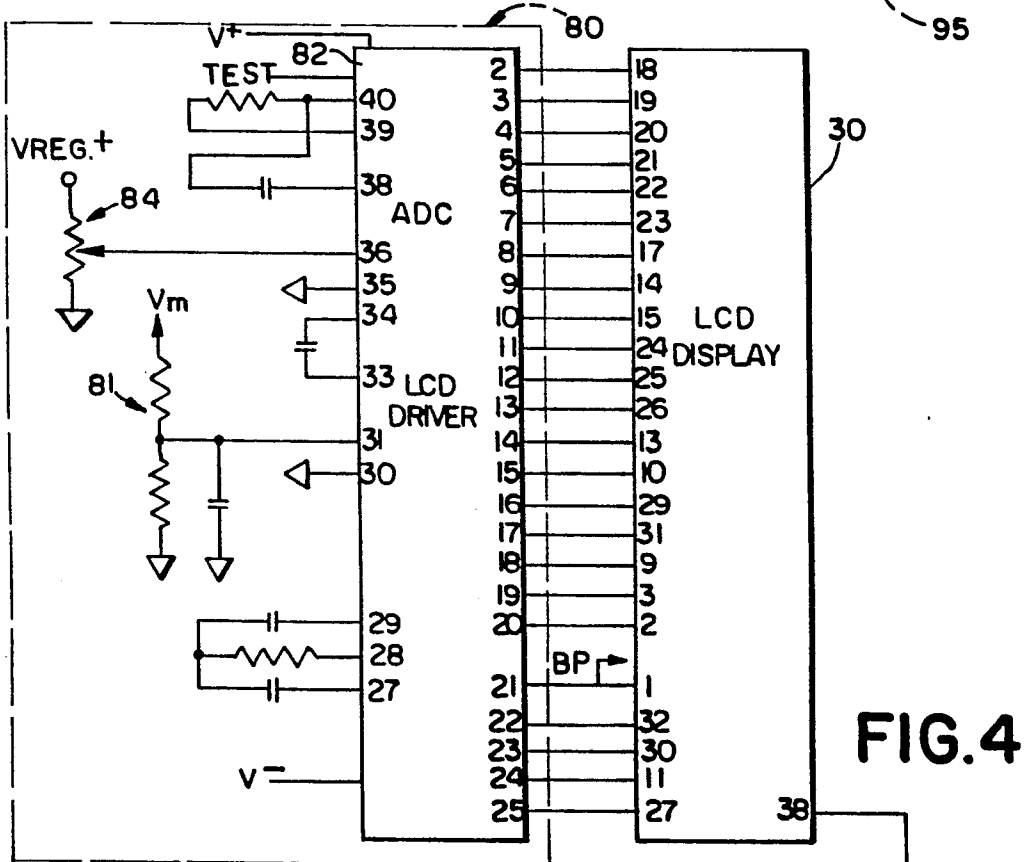 80
95
V+
82
TEST
2 18
40 3 19
39 4 20
VREG.+
30
5 21
84
38 6 22
ADC
7 23
36 8 17
35 9 14
Vm
34 10 15
LCD DISPLAY
11 24
33 12 25
81
LCD DRIVER
13 26
31 14 13
30 15 10
16 29
17 31
18 9
19 3
29 20 2
28
BP
27 21 1
22 32
FIG.4
23 30
V− 24 11
25 27 38